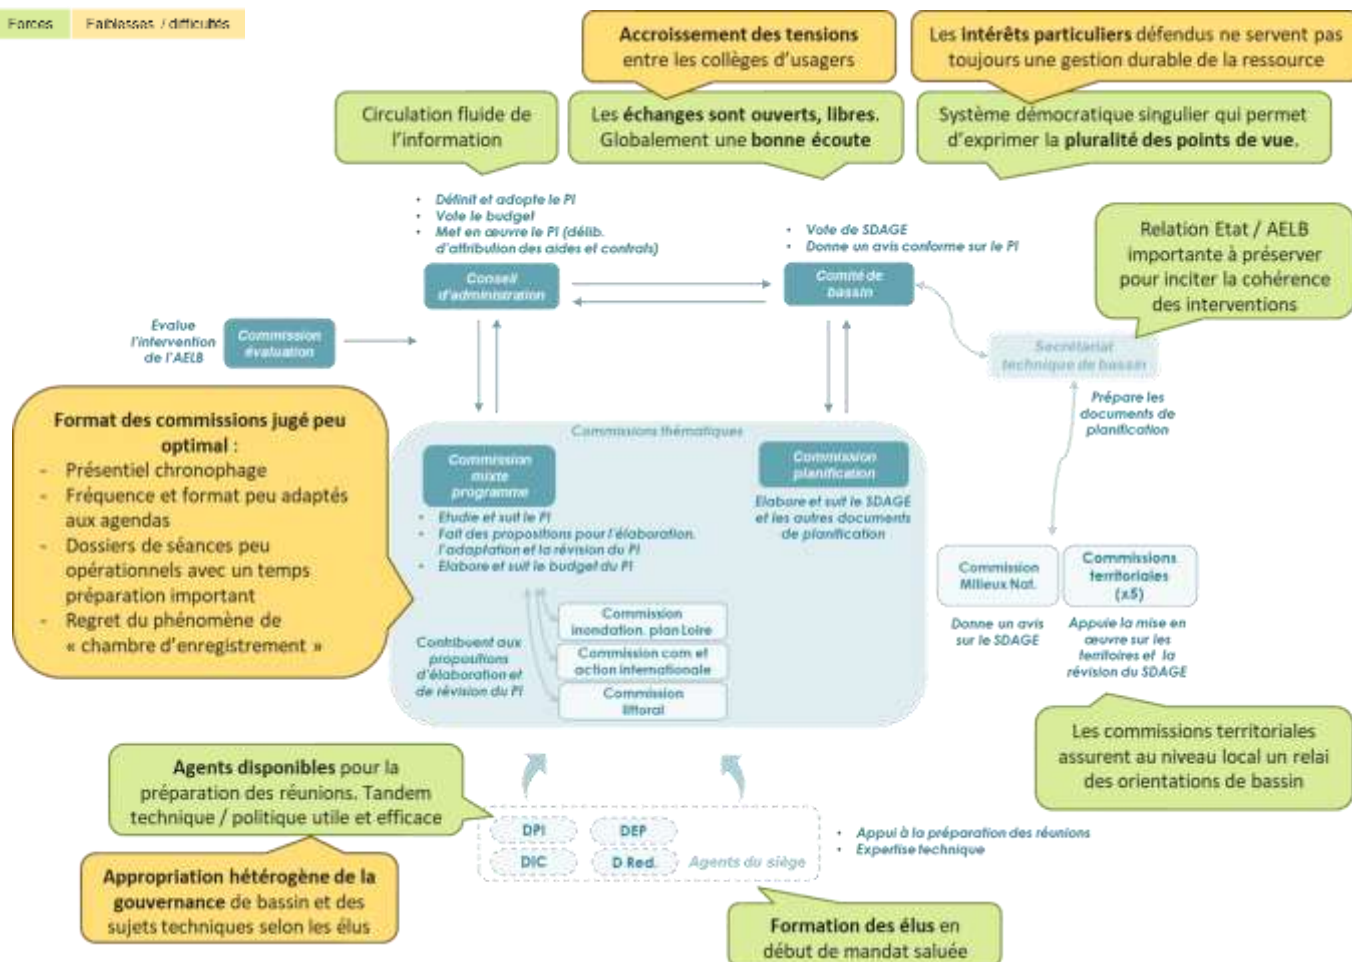 Forces
Faiblesses / difficultés
Accroissement des tensions
entre les collèges d'usagers
Les intérêts particuliers défendus ne servent pas
toujours une gestion durable de la ressource
Circulation fluide de
l'information
Les échanges sont ouverts, libres.
Globalement une bonne écoute
Système démocratique singulier qui permet
d'exprimer la pluralité des points de vue.
• Définit et adopte le PI
• Vote le budget
• Met en œuvre le PI (délib.
d'attribution des aides et contrats)
• Vote de SDAGE
• Donne un avis conforme sur le PI
Relation Etat / AELB
importante à préserver
pour inciter la cohérence
des interventions
Conseil
d'administration
Comité de
bassin
Evalue
l'intervention
de l'AELB
Commission
évaluation
Secrétariat
technique de bassin
Prépare les
documents de
planification
Format des commissions jugé peu
optimal :
- Présentiel chronophage
- Fréquence et format peu adaptés
aux agendas
- Dossiers de séances peu
opérationnels avec un temps
préparation important
- Regret du phénomène de
« chambre d'enregistrement »
Commissions thématiques
Commission
mixte
programme
Commission
planification
• Etudie et suit le PI
• Fait des propositions pour l'élaboration,
l'adaptation et la révision du PI
• Elabore et suit le budget du PI
Elabore et suit le SDAGE
et les autres documents
de planification
Contribuent aux
propositions
d'élaboration et
de révision du PI
Commission
inondation, plan Loire
Commission com et
action internationale
Commission
littoral
Commission
Milieux Nat.
Commissions
territoriales
(x5)
Donne un avis
sur le SDAGE
Appuie la mise en
œuvre sur les
territoires et la
révision du SDAGE
Les commissions territoriales
assurent au niveau local un relai
des orientations de bassin
Agents disponibles pour la
préparation des réunions. Tandem
technique / politique utile et efficace
DPI
DEP
DIC
D Red.
Agents du siège
• Appui à la préparation des réunions
• Expertise technique
Appropriation hétérogène de la
gouvernance de bassin et des
sujets techniques selon les élus
Formation des élus en
début de mandat saluée